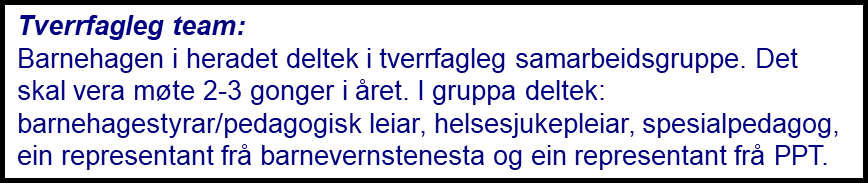 Tverrfagleg team:
Barnehagen i heradet deltek i tverrfagleg samarbeidsgruppe. Det
skal vera møte 2-3 gonger i året. I gruppa deltek:
barnehagestyrar/pedagogisk leiar, helsesjukepleiar, spesialpedagog,
ein representant frå barnevernstenesta og ein representant frå PPT.